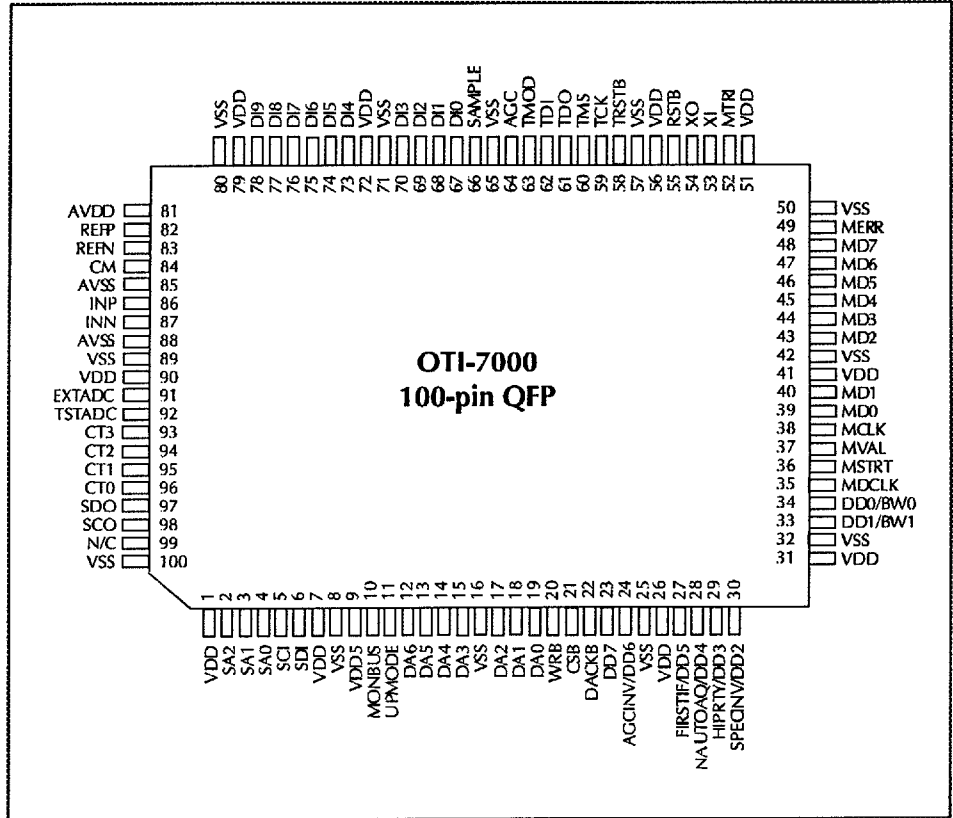 VSS VDD DI9 DI8 DI7 DI6 DI5 DI4 VDD VSS DI3 DI2 DI1 DI0 SAMPLE VSS AGC TMOD TDI TDO TMS TCK TRSTB VSS VDD RSTB XO XI MTRI VDD
80 79 78 77 76 75 74 73 72 71 70 69 68 67 66 65 64 63 62 61 60 59 58 57 56 55 54 53 52 51
AVDD 81
REFP 82
REFN 83
CM 84
AVSS 85
INP 86
INN 87
AVSS 88
VSS 89
VDD 90
EXTADC 91
TSTADC 92
CT3 93
CT2 94
CT1 95
CT0 96
SDO 97
SCO 98
N/C 99
VSS 100
OTI-7000
100-pin QFP
50 VSS
49 MERR
48 MD7
47 MD6
46 MD5
45 MD4
44 MD3
43 MD2
42 VSS
41 VDD
40 MD1
39 MD0
38 MCLK
37 MVAL
36 MSTRT
35 MDCLK
34 DD0/BW0
33 DD1/BW1
32 VSS
31 VDD
1 2 3 4 5 6 7 8 9 10 11 12 13 14 15 16 17 18 19 20 21 22 23 24 25 26 27 28 29 30
VDD SA2 SA1 SA0 SCI SDI VDD VSS VDD5 MONBUS UPMODE DA6 DA5 DA4 DA3 VSS DA2 DA1 DA0 WRB CSB DACKB DD7 AGCINV/DD6 VSS VDD FIRSTIF/DD5 NAUTOAQ/DD4 HIPRTY/DD3 SPECINV/DD2